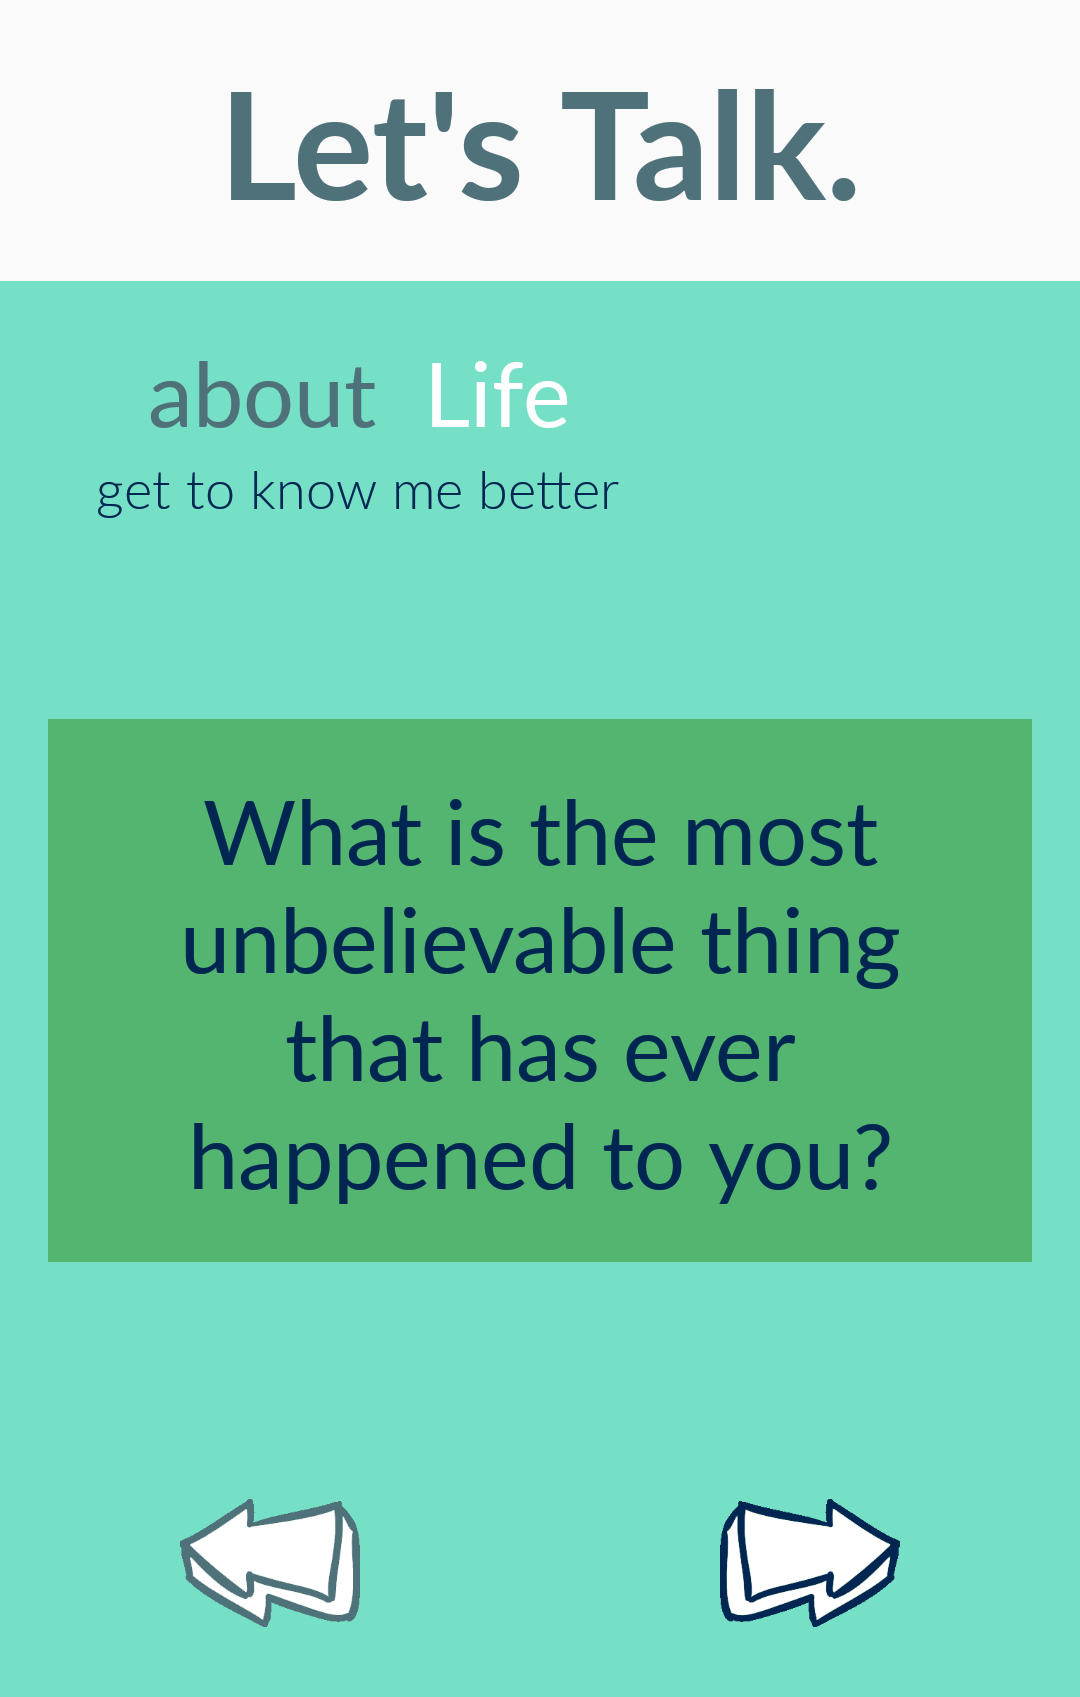 Let's Talk.
about Life
get to know me better
What is the most
unbelievable thing
that has ever
happened to you?